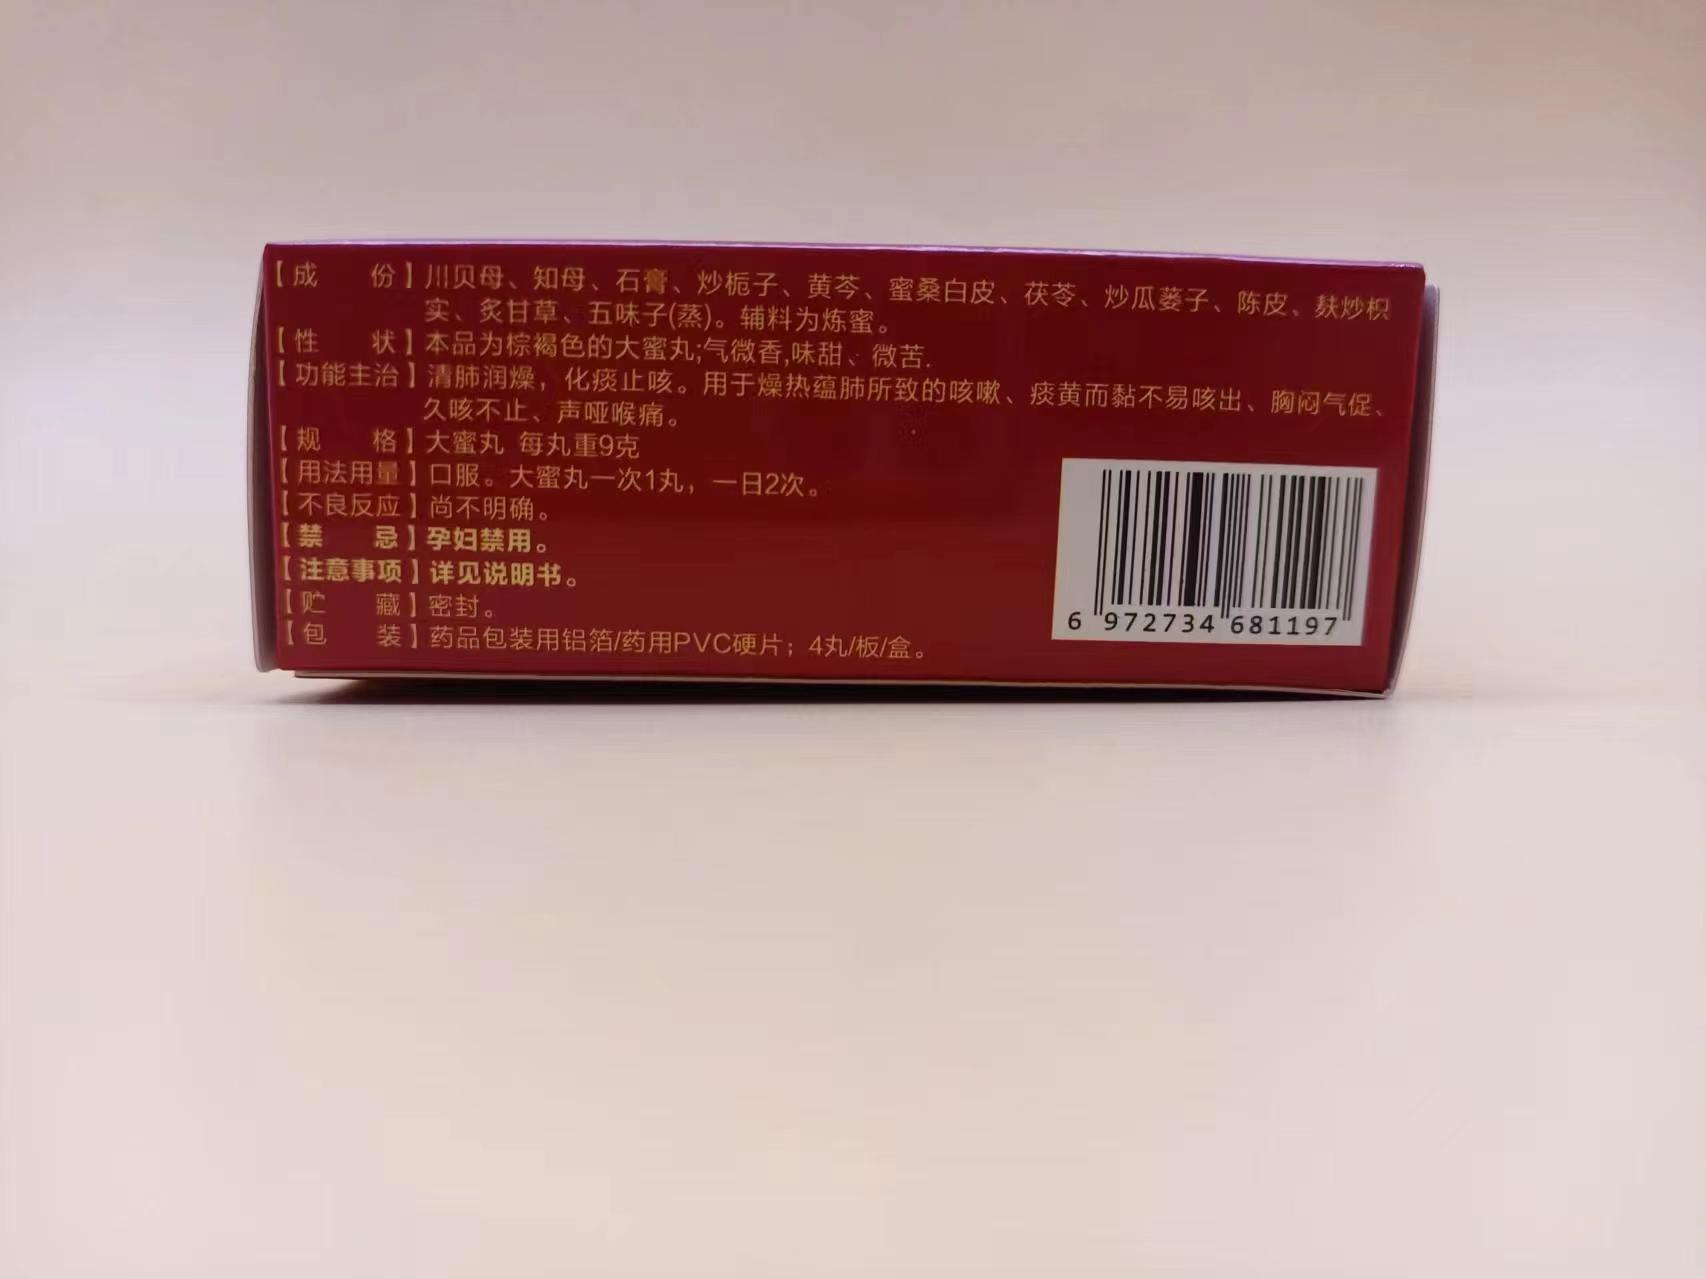 【成　　份】川贝母、知母、石膏、炒栀子、黄芩、蜜桑白皮、茯苓、炒瓜蒌子、陈皮、麸炒枳
实、炙甘草、五味子(蒸)。辅料为炼蜜。
【性　　状】本品为棕褐色的大蜜丸;气微香,味甜、微苦.
【功能主治】清肺润燥，化痰止咳。用于燥热蕴肺所致的咳嗽、痰黄而黏不易咳出、胸闷气促、
久咳不止、声哑喉痛。
【规　　格】大蜜丸 每丸重9克
【用法用量】口服。大蜜丸一次1丸，一日2次。
【不良反应】尚不明确。
【禁　　忌】孕妇禁用。
【注意事项】详见说明书。
【贮　　藏】密封。
【包　　装】药品包装用铝箔/药用PVC硬片；4丸/板/盒。
6 972734 681197